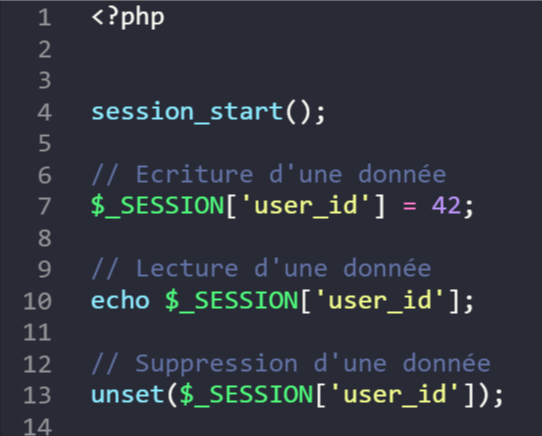 1 <?php
2
3
4 session_start();
5
6 // Ecriture d'une donnée
7 $_SESSION['user_id'] = 42;
8
9 // Lecture d'une donnée
10 echo $_SESSION['user_id'];
11
12 // Suppression d'une donnée
13 unset($_SESSION['user_id']);
14